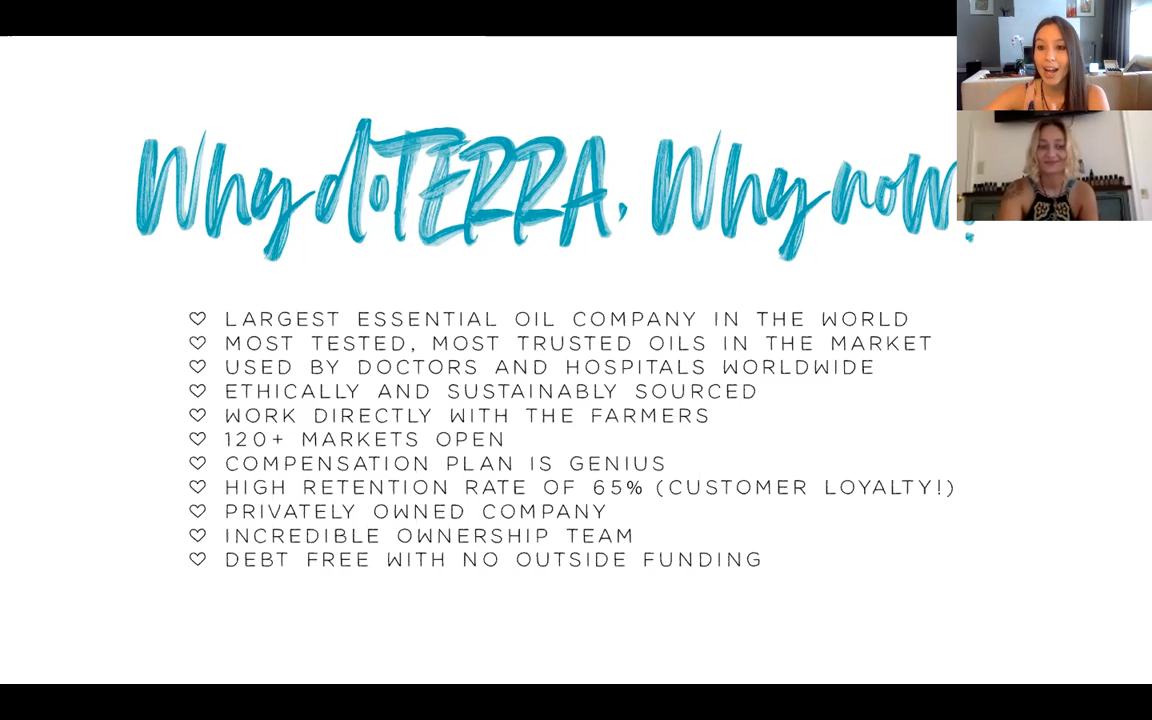 Why doTERRA, Why now?
LARGEST ESSENTIAL OIL COMPANY IN THE WORLD
MOST TESTED, MOST TRUSTED OILS IN THE MARKET
USED BY DOCTORS AND HOSPITALS WORLDWIDE
ETHICALLY AND SUSTAINABLY SOURCED
WORK DIRECTLY WITH THE FARMERS
120+ MARKETS OPEN
COMPENSATION PLAN IS GENIUS
HIGH RETENTION RATE OF 65% (CUSTOMER LOYALTY!)
PRIVATELY OWNED COMPANY
INCREDIBLE OWNERSHIP TEAM
DEBT FREE WITH NO OUTSIDE FUNDING